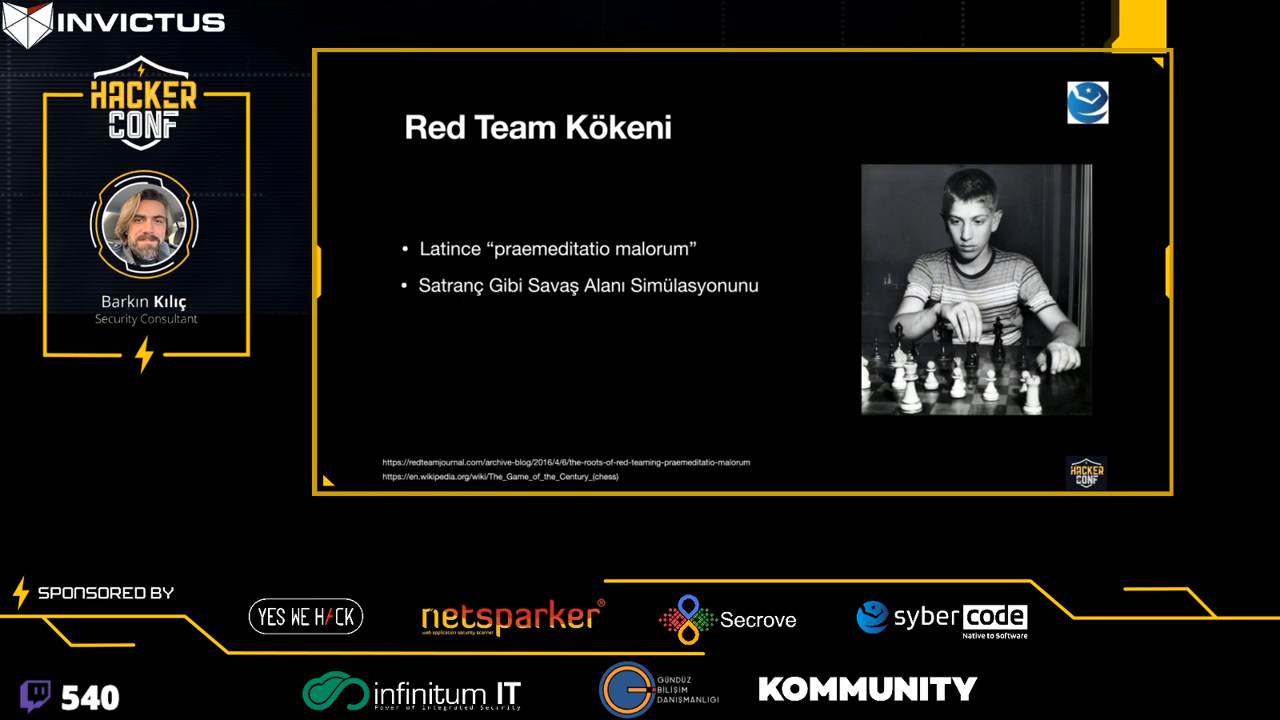 INVICTUS
HACKER
CONF
Barkın Kılıç
Security Consultant
Red Team Kökeni
• Latince “praemeditatio malorum”
• Satranç Gibi Savaş Alanı Simülasyonunu
https://redteamjournal.com/archive-blog/2016/4/6/the-roots-of-red-teaming-praemeditatio-malorum
https://en.wikipedia.org/wiki/The_Game_of_the_Century_(chess)
HACKER
CONF
SPONSORED BY
YES WE H/CK
netsparker®
web application security scanner
Secrove
syber code
Native to Software
540
infinitum IT
Power of Integrated Security
GÜNDÜZ
BİLİŞİM
DANIŞMANLIĞI
KOMMUNITY